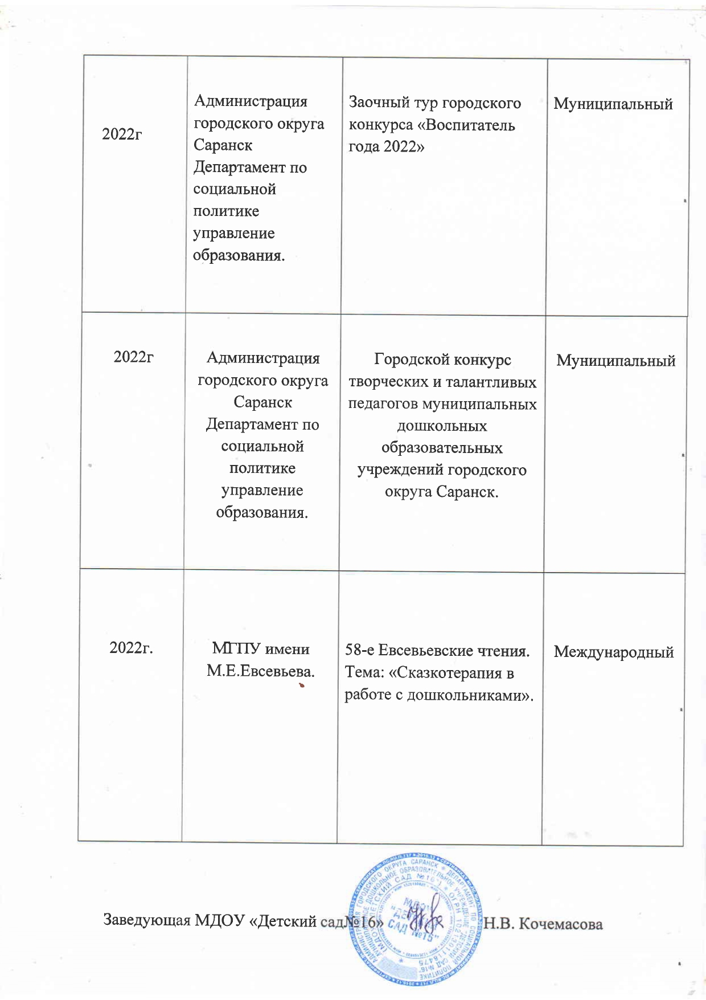 2022г
Администрация
городского округа
Саранск
Департамент по
социальной
политике
управление
образования.
Заочный тур городского
конкурса «Воспитатель
года 2022»
Муниципальный
2022г
Администрация
городского округа
Саранск
Департамент по
социальной
политике
управление
образования.
Городской конкурс
творческих и талантливых
педагогов муниципальных
дошкольных
образовательных
учреждений городского
округа Саранск.
Муниципальный
2022г.
МГПУ имени
М.Е.Евсевьева.
58-е Евсевьевские чтения.
Тема: «Сказкотерапия в
работе с дошкольниками».
Международный
Заведующая МДОУ «Детский сад№16»
Н.В. Кочемасова